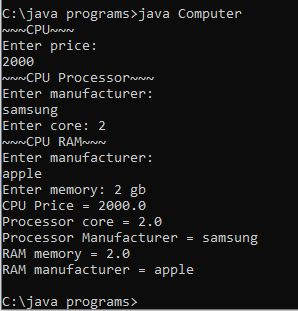 C:\java programs>java Computer
~~~CPU~~~
Enter price:
2000
~~~CPU Processor~~~
Enter manufacturer:
samsung
Enter core: 2
~~~CPU RAM~~~
Enter manufacturer:
apple
Enter memory: 2 gb
CPU Price = 2000.0
Processor core = 2.0
Processor Manufacturer = samsung
RAM memory = 2.0
RAM manufacturer = apple
C:\java programs>